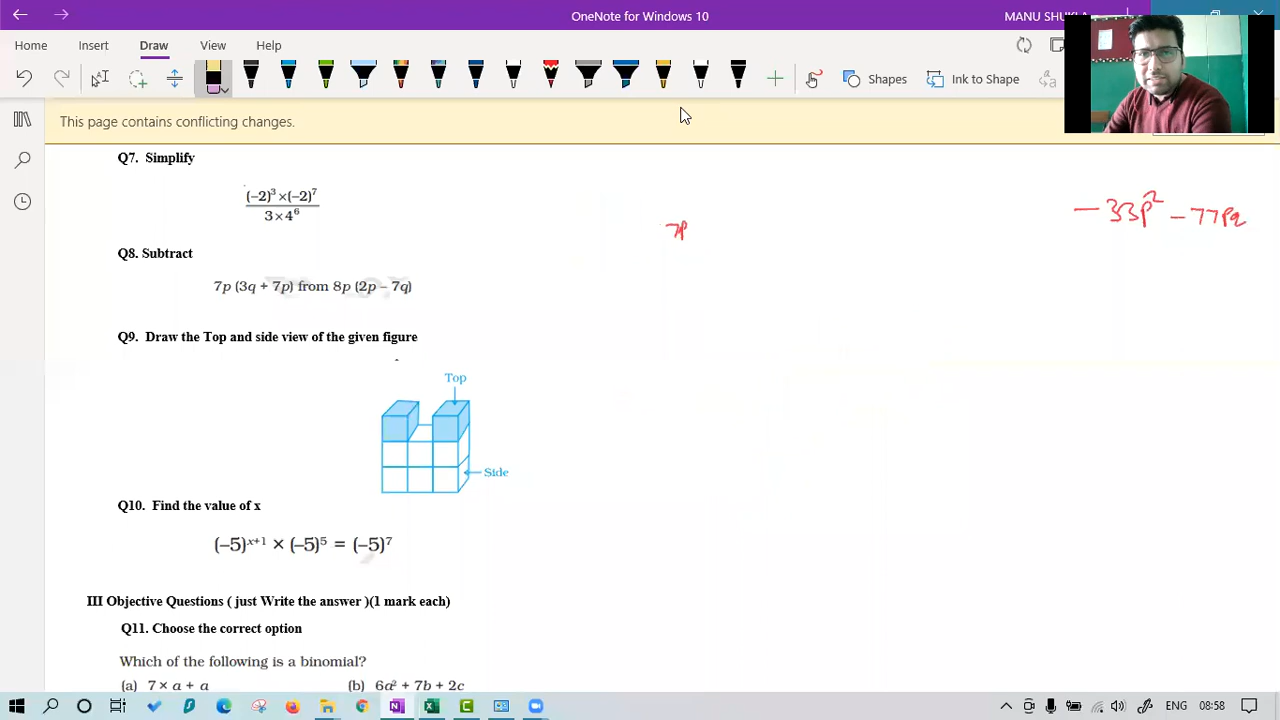 OneNote for Windows 10
MANU SHUK
Home Insert Draw View Help
Shapes Ink to Shape
This page contains conflicting changes.
Q7. Simplify
(–2)³×(–2)⁷
3×4⁶
– 33p² – 77pq
7p
Q8. Subtract
7p (3q + 7p) from 8p (2p – 7q)
Q9. Draw the Top and side view of the given figure
Top
Side
Q10. Find the value of x
(–5)ˣ⁺¹ × (–5)⁵ = (–5)⁷
III Objective Questions ( just Write the answer )(1 mark each)
Q11. Choose the correct option
Which of the following is a binomial?
(a) 7 × a + a (b) 6a² + 7b + 2c
ENG 08:58